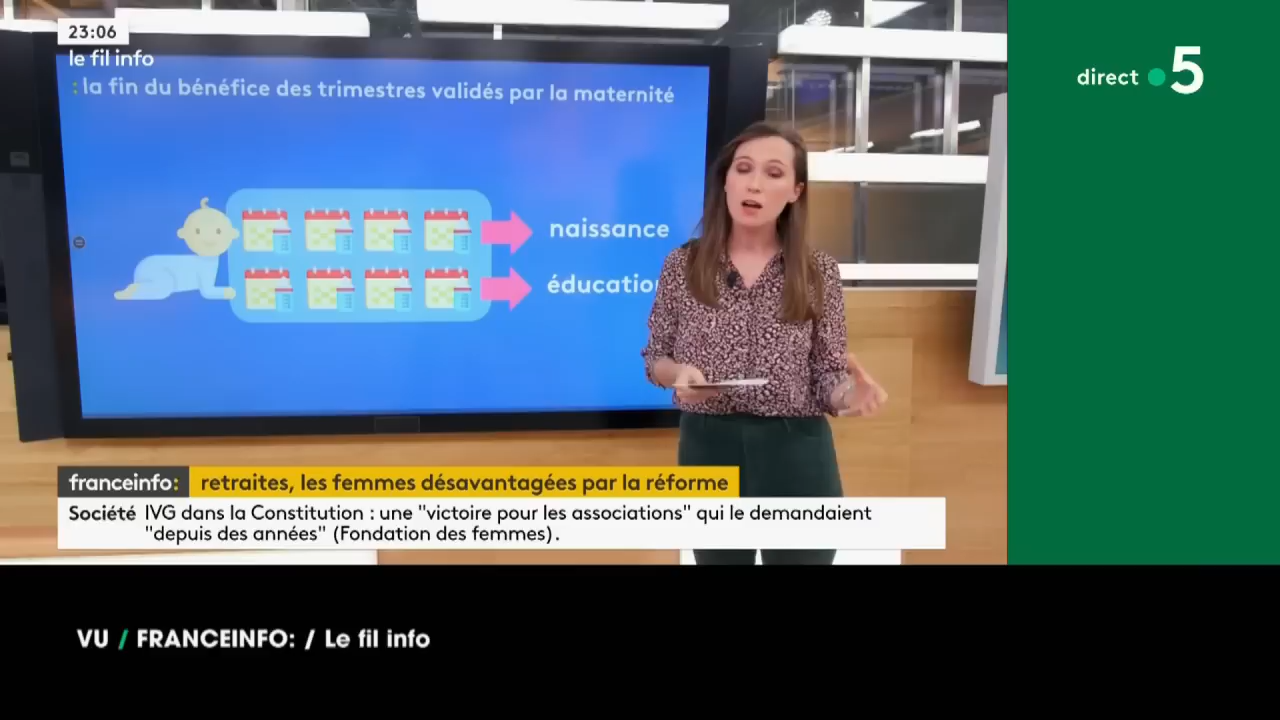 23:06
le fil info
: la fin du bénéfice des trimestres validés par la maternité
direct 5
naissance
éducation
franceinfo: retraites, les femmes désavantagées par la réforme
Société IVG dans la Constitution : une "victoire pour les associations" qui le demandaient
"depuis des années" (Fondation des femmes).
VU / FRANCEINFO: / Le fil info